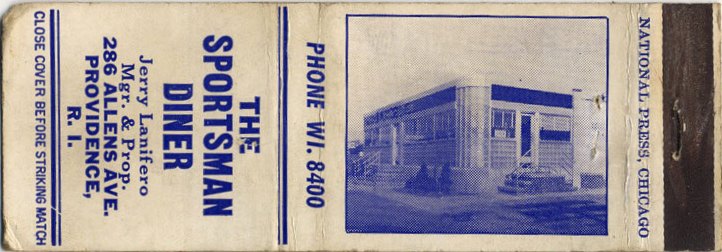 THE
SPORTSMAN
DINER
Jerry Lanifero
Mgr. & Prop.
286 ALLENS AVE.
PROVIDENCE,
R. I.
CLOSE COVER BEFORE STRIKING MATCH
PHONE WI. 8400
NATIONAL PRESS, CHICAGO